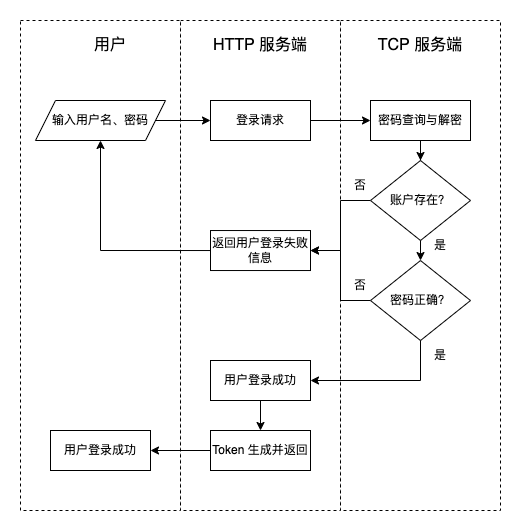 用户
HTTP 服务端
TCP 服务端
输入用户名、密码
登录请求
密码查询与解密
否
账户存在?
返回用户登录失败
信息
是
否
密码正确?
是
用户登录成功
用户登录成功
Token 生成并返回